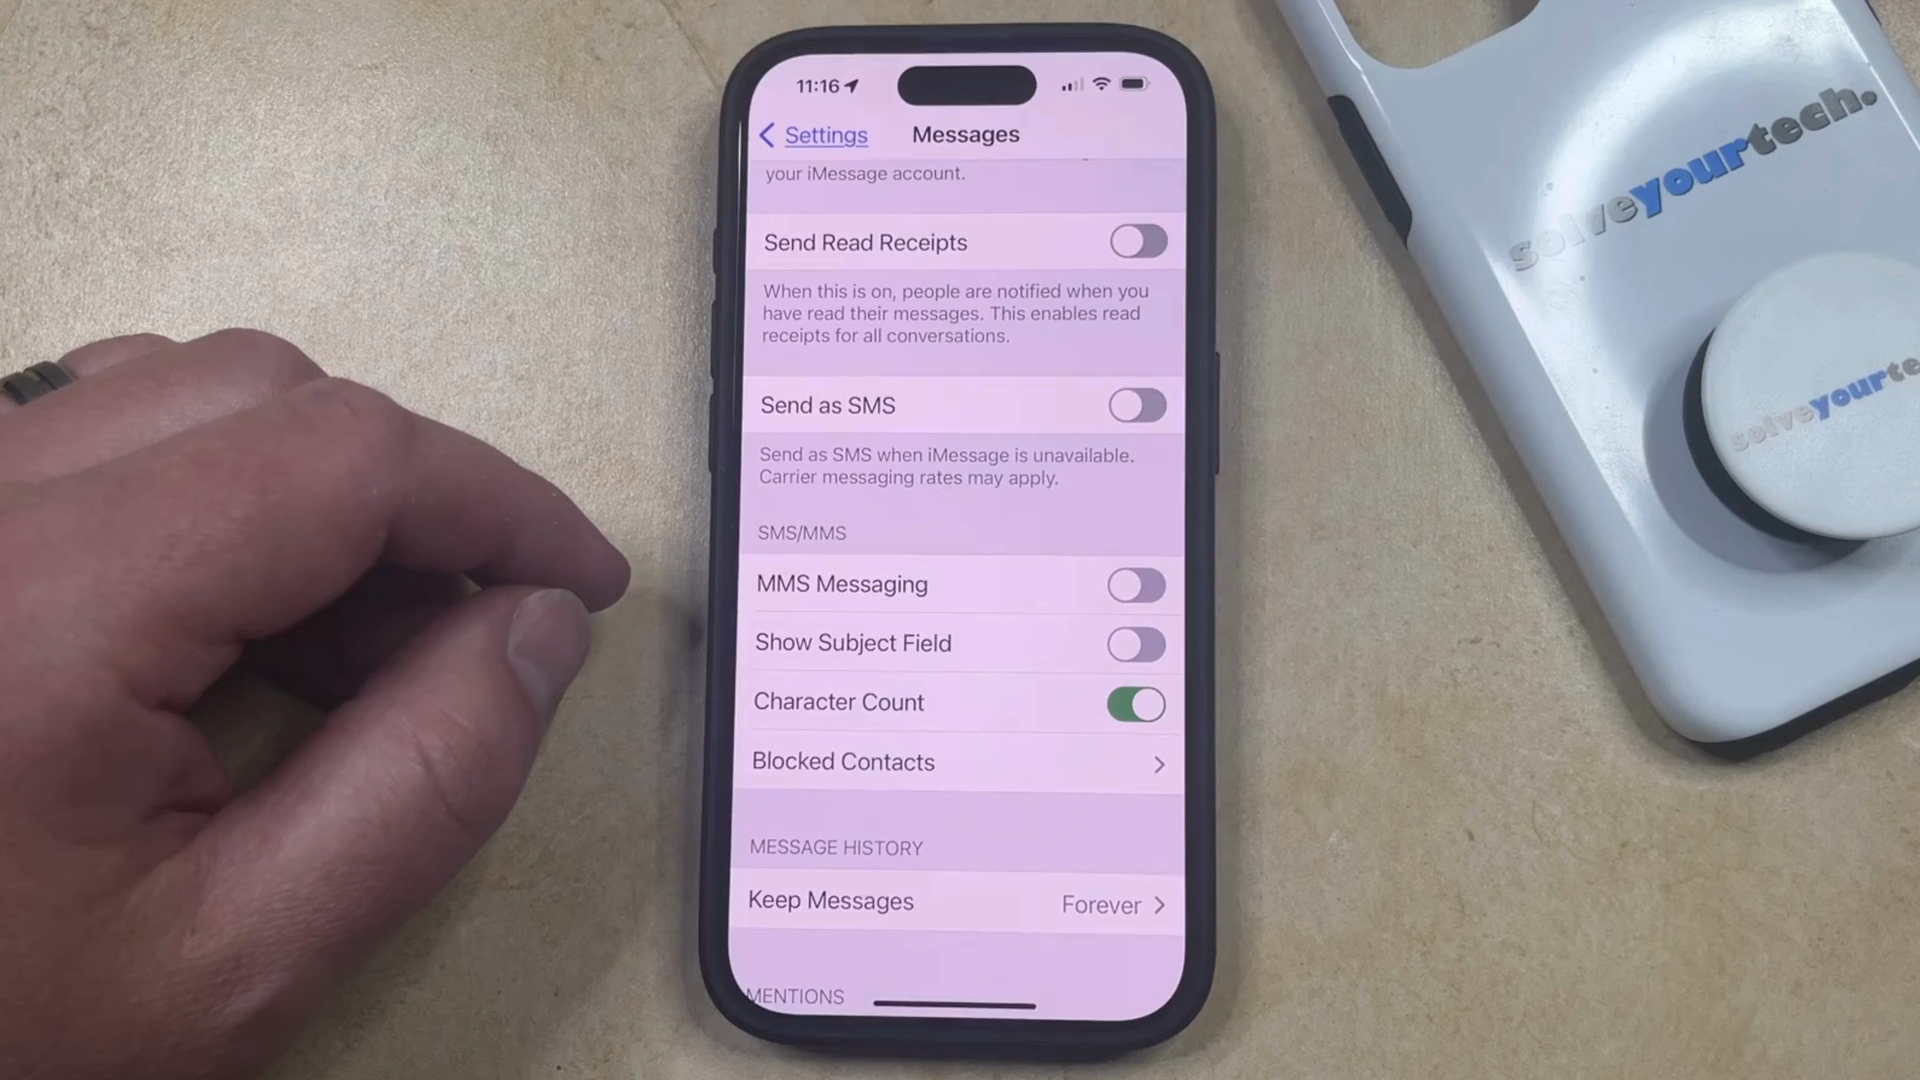 11:16
Settings
Messages
your iMessage account.
Send Read Receipts
When this is on, people are notified when you
have read their messages. This enables read
receipts for all conversations.
Send as SMS
Send as SMS when iMessage is unavailable.
Carrier messaging rates may apply.
SMS/MMS
MMS Messaging
Show Subject Field
Character Count
Blocked Contacts
MESSAGE HISTORY
Keep Messages
Forever
MENTIONS
solveyourtech.
solveyourte